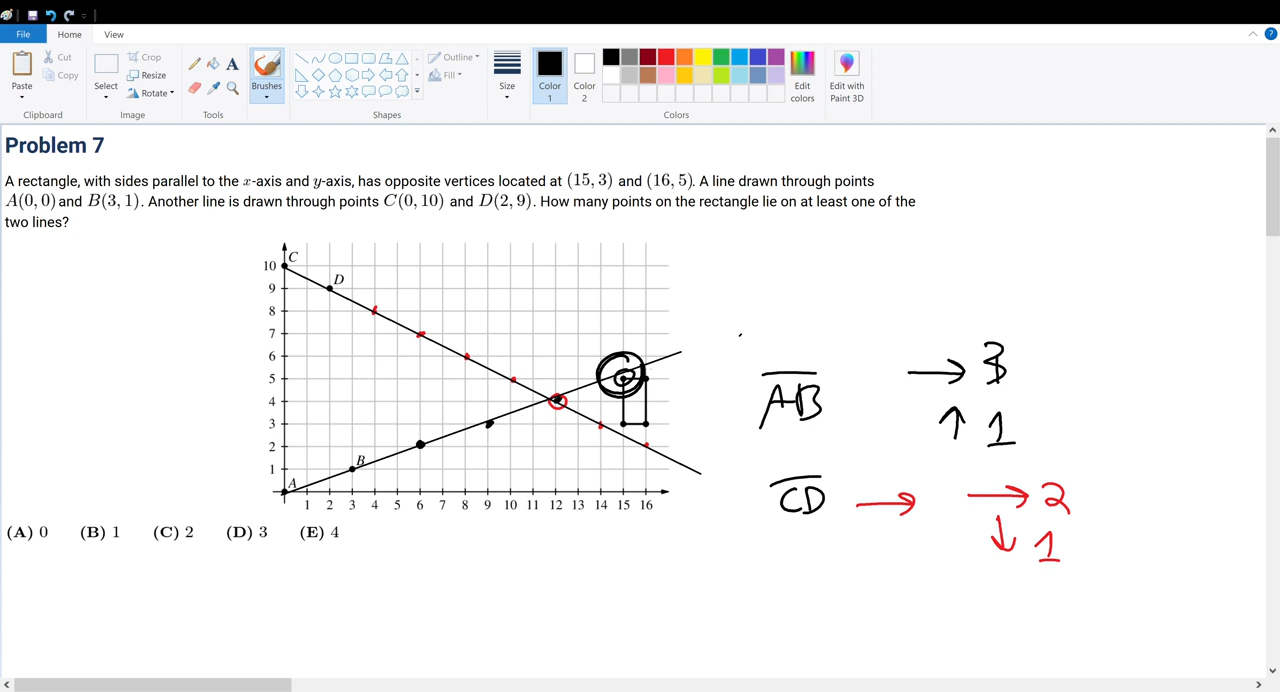 File Home View
Paste Cut Copy Select Crop Resize Rotate A Brushes Outline Fill Size Color 1 Color 2 Edit colors Edit with Paint 3D
Clipboard Image Tools Shapes Colors
Problem 7
A rectangle, with sides parallel to the x-axis and y-axis, has opposite vertices located at (15, 3) and (16, 5). A line drawn through points
A(0, 0) and B(3, 1). Another line is drawn through points C(0, 10) and D(2, 9). How many points on the rectangle lie on at least one of the
two lines?
C
10
D
9
8
7
6
5
4
3
2
B
1
A
1 2 3 4 5 6 7 8 9 10 11 12 13 14 15 16
AB → 3
↑ 1
CD → → 2
↓ 1
(A) 0 (B) 1 (C) 2 (D) 3 (E) 4